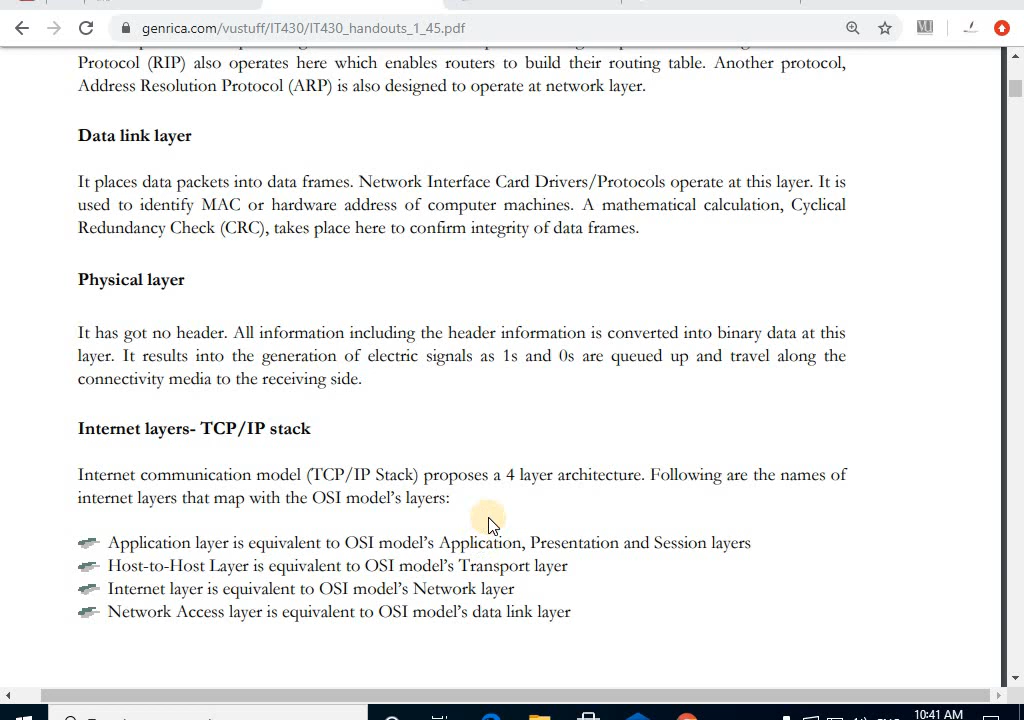 genrica.com/vustuff/IT430/IT430_handouts_1_45.pdf
Protocol (RIP) also operates here which enables routers to build their routing table. Another protocol,
Address Resolution Protocol (ARP) is also designed to operate at network layer.
Data link layer
It places data packets into data frames. Network Interface Card Drivers/Protocols operate at this layer. It is
used to identify MAC or hardware address of computer machines. A mathematical calculation, Cyclical
Redundancy Check (CRC), takes place here to confirm integrity of data frames.
Physical layer
It has got no header. All information including the header information is converted into binary data at this
layer. It results into the generation of electric signals as 1s and 0s are queued up and travel along the
connectivity media to the receiving side.
Internet layers- TCP/IP stack
Internet communication model (TCP/IP Stack) proposes a 4 layer architecture. Following are the names of
internet layers that map with the OSI model's layers:
Application layer is equivalent to OSI model's Application, Presentation and Session layers
Host-to-Host Layer is equivalent to OSI model's Transport layer
Internet layer is equivalent to OSI model's Network layer
Network Access layer is equivalent to OSI model's data link layer
10:41 AM